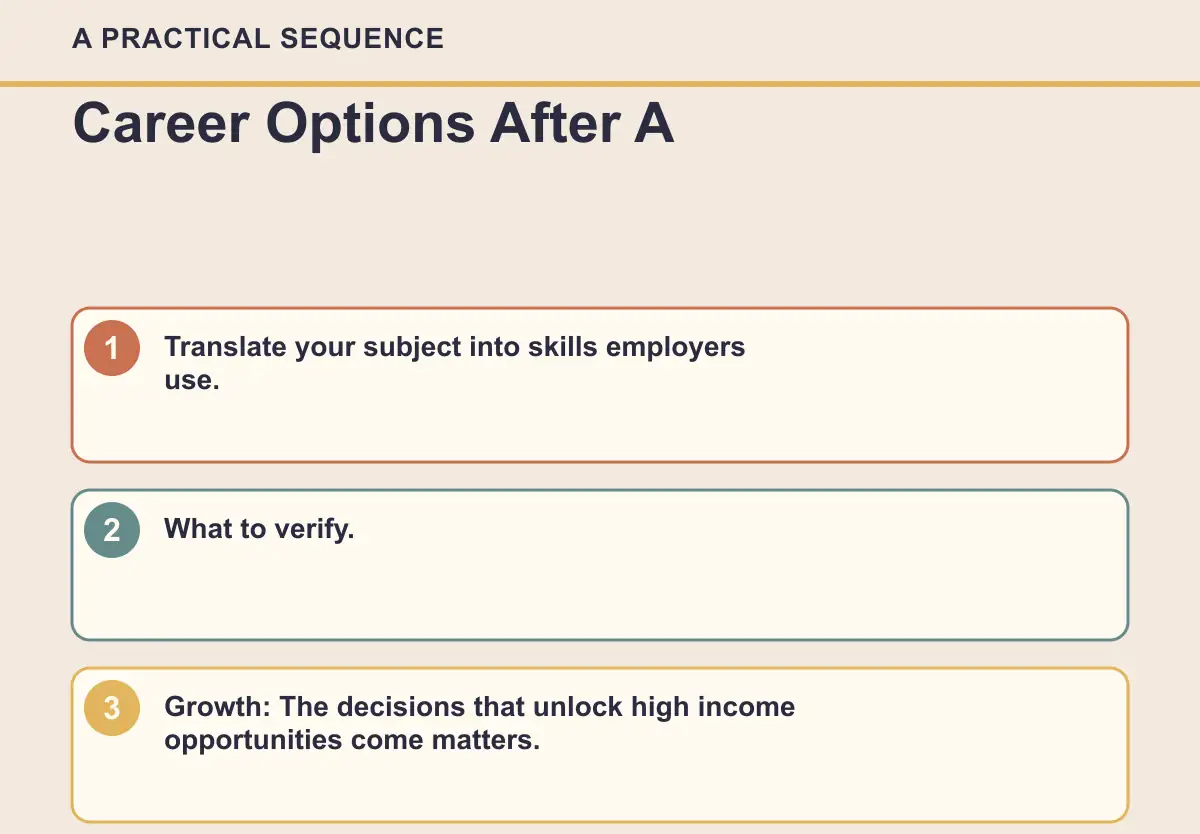 A PRACTICAL SEQUENCE
Career Options After A
1
Translate your subject into skills employers
use.
2
What to verify.
3
Growth: The decisions that unlock high income
opportunities come matters.